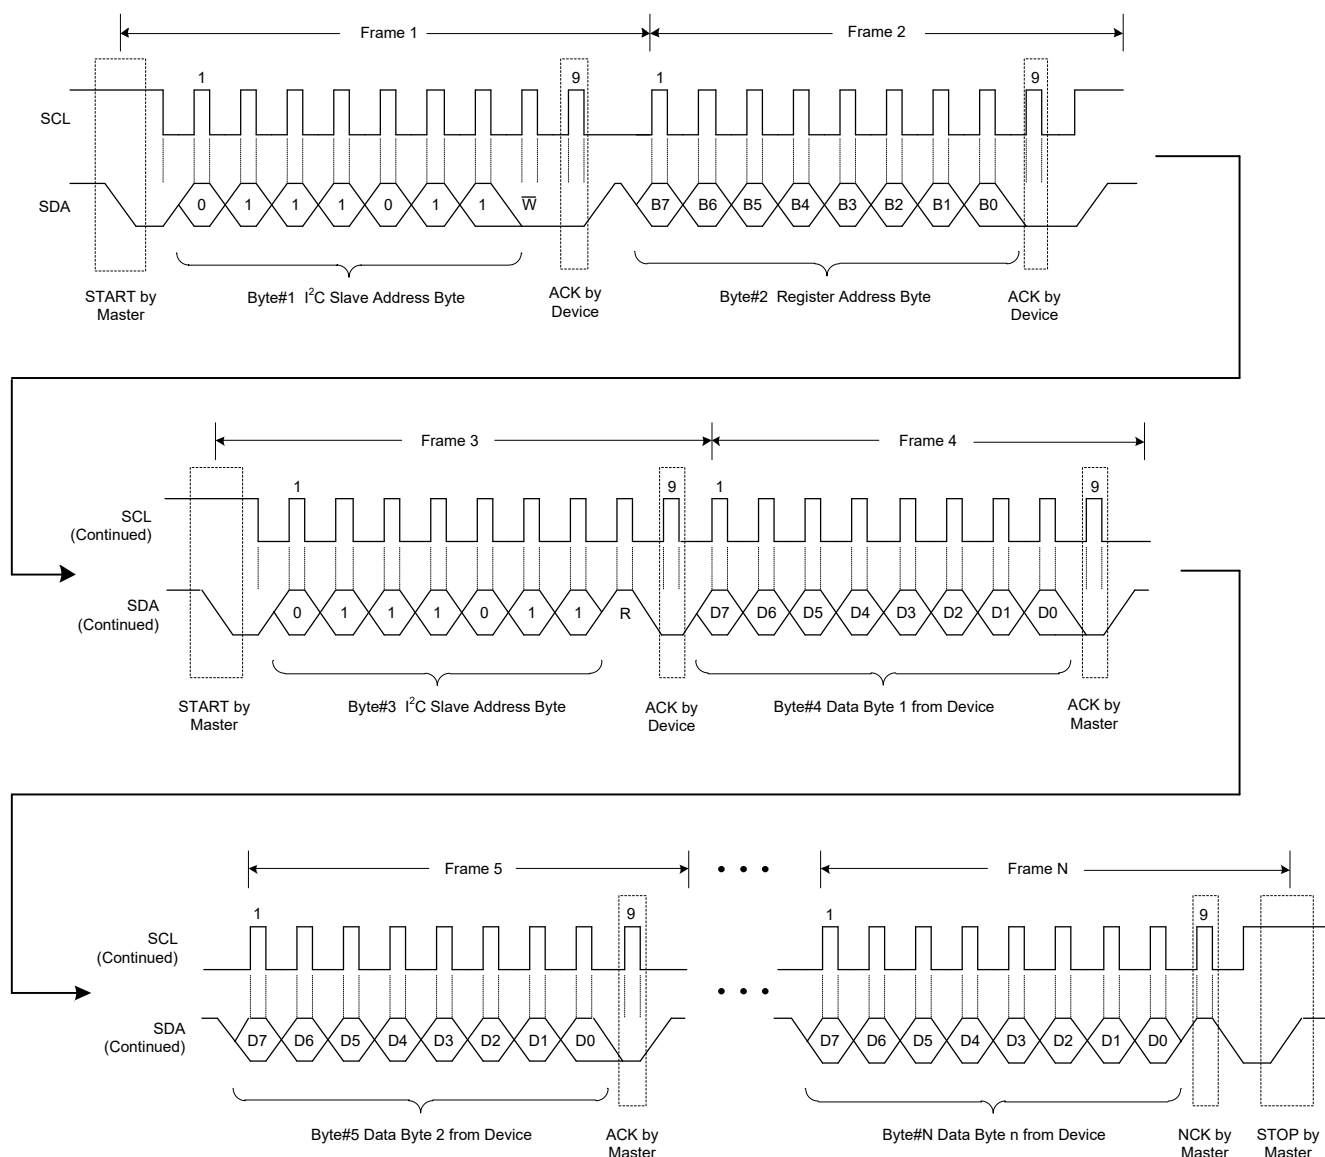 Frame 1 Frame 2
1 9 1 9
SCL
SDA 0 1 1 1 0 1 1 W B7 B6 B5 B4 B3 B2 B1 B0
START by Master
Byte#1 I²C Slave Address Byte
ACK by Device
Byte#2 Register Address Byte
ACK by Device
Frame 3 Frame 4
1 9 1 9
SCL (Continued)
SDA (Continued) 0 1 1 1 0 1 1 R D7 D6 D5 D4 D3 D2 D1 D0
START by Master
Byte#3 I²C Slave Address Byte
ACK by Device
Byte#4 Data Byte 1 from Device
ACK by Master
Frame 5 Frame N
1 9 1 9
SCL (Continued)
SDA (Continued) D7 D6 D5 D4 D3 D2 D1 D0 D7 D6 D5 D4 D3 D2 D1 D0
Byte#5 Data Byte 2 from Device
ACK by Master
Byte#N Data Byte n from Device
NCK by Master
STOP by Master